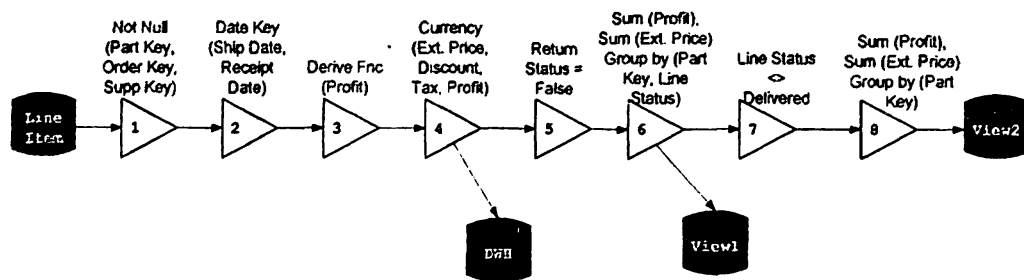 Not Null
(Part Key,
Order Key,
Supp Key)
Date Key
(Ship Date,
Receipt
Date)
Derive Fnc
(Profit)
Currency
(Ext. Price,
Discount,
Tax, Profit)
Return
Status =
False
Sum (Profit),
Sum (Ext. Price)
Group by (Part
Key, Line
Status)
Line Status
<>
Delivered
Sum (Profit),
Sum (Ext. Price)
Group by (Part
Key)
Line
Item
1
2
3
4
5
6
7
8
View2
DWH
View1